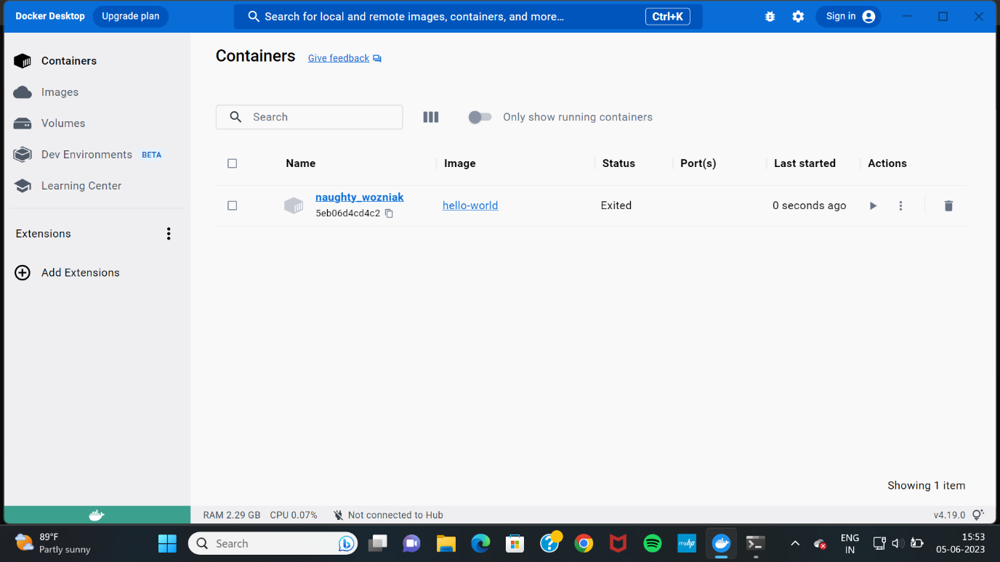 Docker Desktop Upgrade plan Search for local and remote images, containers, and more... Ctrl+K Sign in
Containers
Images
Volumes
Dev Environments BETA
Learning Center
Extensions
Add Extensions
Containers Give feedback
Search Only show running containers
Name Image Status Port(s) Last started Actions
naughty_wozniak hello-world Exited 0 seconds ago
5eb06d4cd4c2
Showing 1 item
RAM 2.29 GB CPU 0.07% Not connected to Hub v4.19.0
89°F
Partly sunny
Search
myhp
ENG
IN
15:53
05-06-2023